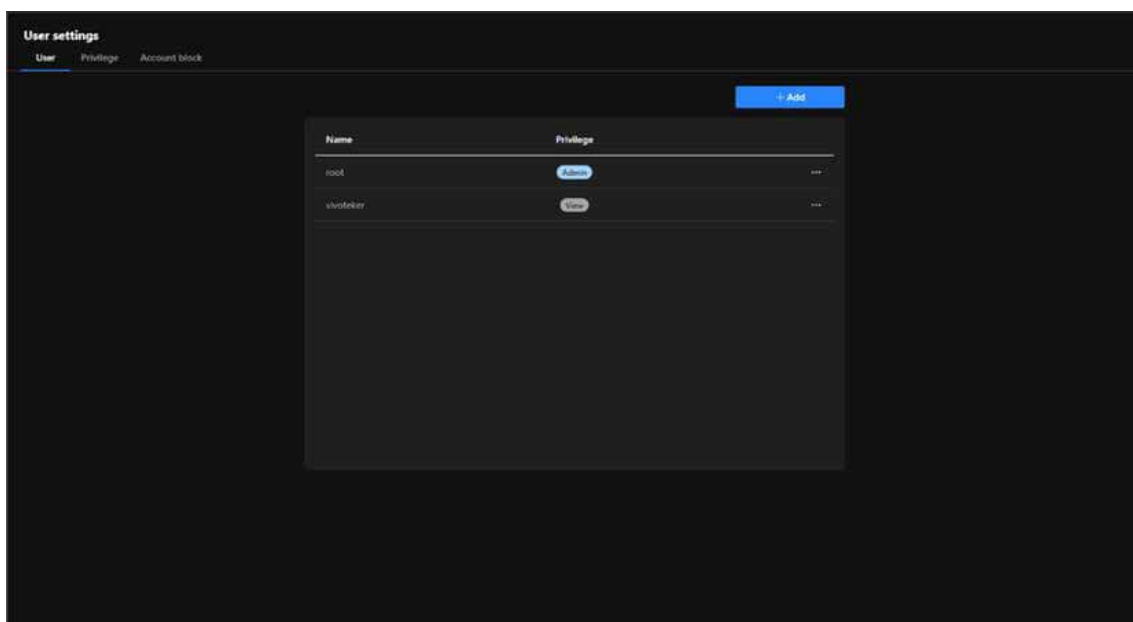 User settings
User Privilege Account block
+ Add
Name Privilege
root Admin ...
vivoteker View ...